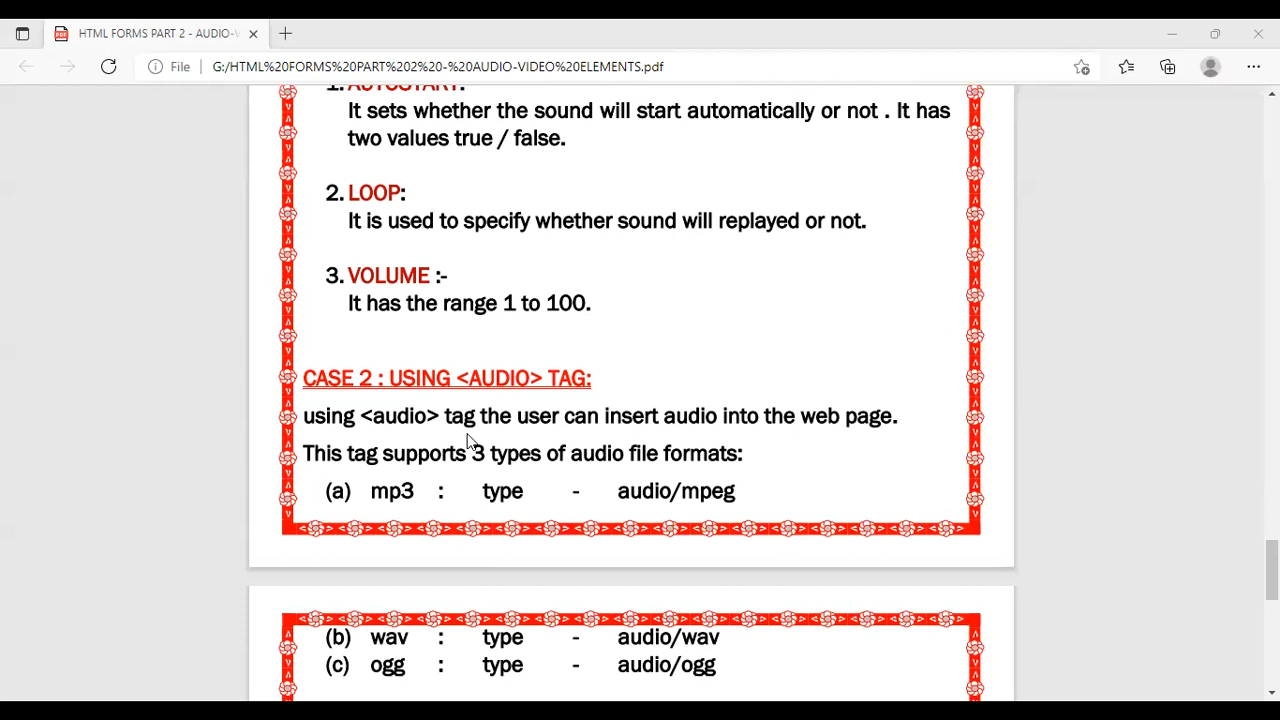 HTML FORMS PART 2 - AUDIO-V
File
G:/HTML%20FORMS%20PART%202%20-%20AUDIO-VIDEO%20ELEMENTS.pdf
1. AUTOSTART:
It sets whether the sound will start automatically or not . It has
two values true / false.
2. LOOP:
It is used to specify whether sound will replayed or not.
3. VOLUME :-
It has the range 1 to 100.
CASE 2 : USING <AUDIO> TAG:
using <audio> tag the user can insert audio into the web page.
This tag supports 3 types of audio file formats:
(a) mp3 : type - audio/mpeg
(b) wav : type - audio/wav
(c) ogg : type - audio/ogg